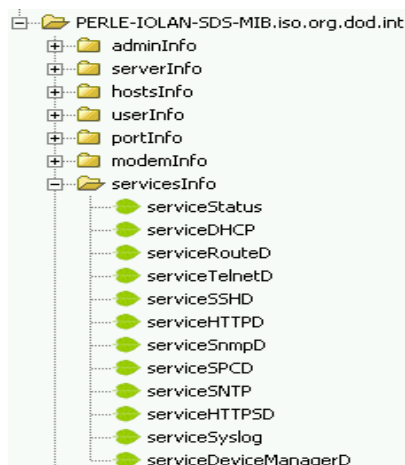 PERLE-IOLAN-SDS-MIB.iso.org.dod.int
adminInfo
serverInfo
hostsInfo
userInfo
portInfo
modemInfo
servicesInfo
serviceStatus
serviceDHCP
serviceRouteD
serviceTelnetD
serviceSSHD
serviceHTTPD
serviceSnmpD
serviceSPCD
serviceSNTP
serviceHTTPSD
serviceSyslog
serviceDeviceManagerD